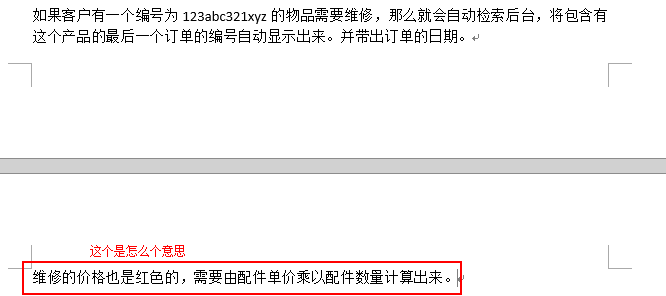 如果客户有一个编号为 123abc321xyz 的物品需要维修，那么就会自动检索后台，将包含有
这个产品的最后一个订单的编号自动显示出来。并带出订单的日期。
这个是怎么个意思
维修的价格也是红色的，需要由配件单价乘以配件数量计算出来。